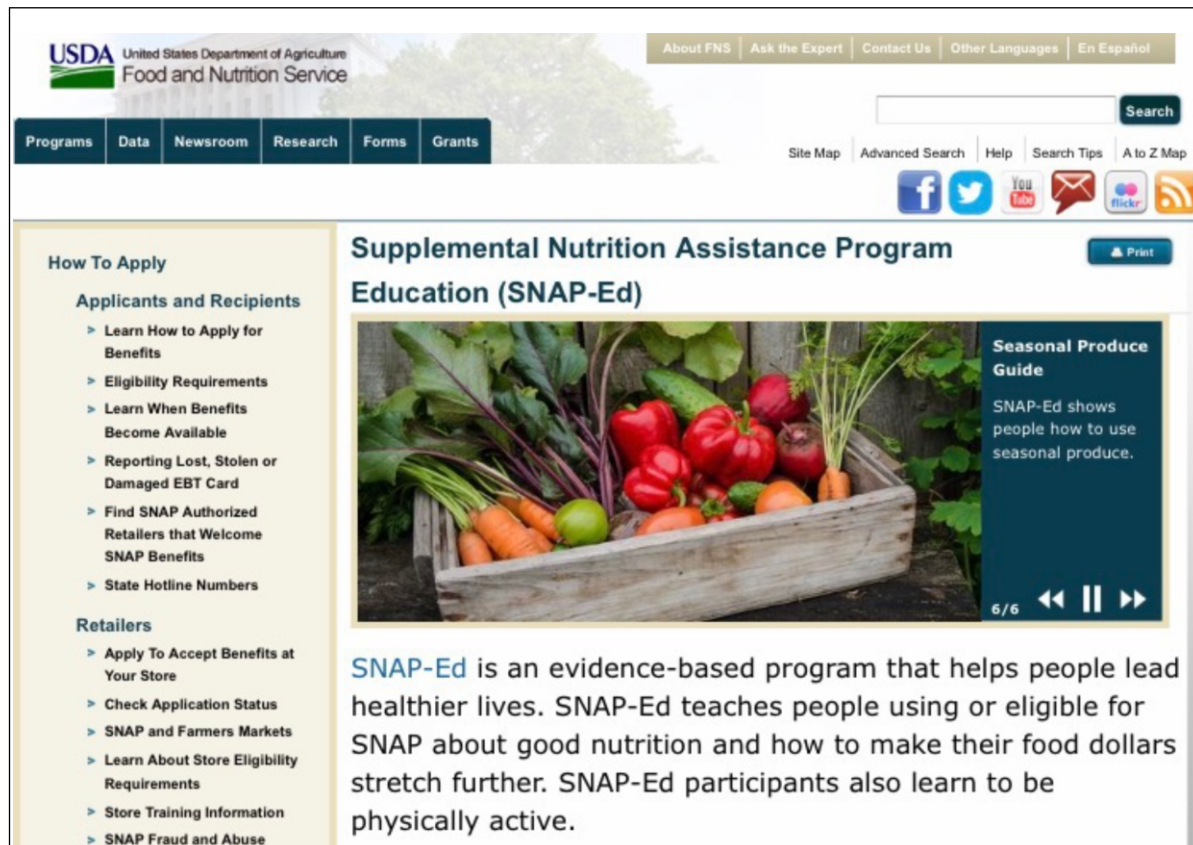 USDA
United States Department of Agriculture
Food and Nutrition Service
About FNS
Ask the Expert
Contact Us
Other Languages
En Español
Search
Programs
Data
Newsroom
Research
Forms
Grants
Site Map
Advanced Search
Help
Search Tips
A to Z Map
f
You
Tube
flickr
How To Apply
Applicants and Recipients
> Learn How to Apply for
Benefits
> Eligibility Requirements
> Learn When Benefits
Become Available
> Reporting Lost, Stolen or
Damaged EBT Card
> Find SNAP Authorized
Retailers that Welcome
SNAP Benefits
> State Hotline Numbers
Retailers
> Apply To Accept Benefits at
Your Store
> Check Application Status
> SNAP and Farmers Markets
> Learn About Store Eligibility
Requirements
> Store Training Information
> SNAP Fraud and Abuse
Supplemental Nutrition Assistance Program
Education (SNAP-Ed)
Print
Seasonal Produce
Guide
SNAP-Ed shows
people how to use
seasonal produce.
6/6
SNAP-Ed is an evidence-based program that helps people lead
healthier lives. SNAP-Ed teaches people using or eligible for
SNAP about good nutrition and how to make their food dollars
stretch further. SNAP-Ed participants also learn to be
physically active.